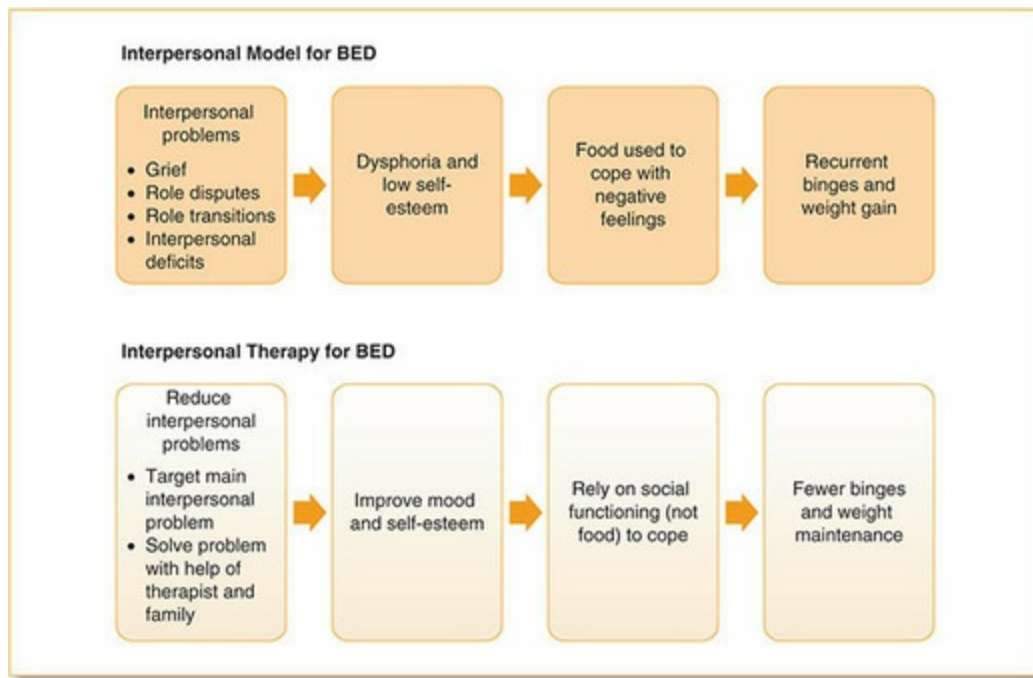 Interpersonal Model for BED
Interpersonal
problems
• Grief
• Role disputes
• Role transitions
• Interpersonal
deficits
Dysphoria and
low self-
esteem
Food used to
cope with
negative
feelings
Recurrent
binges and
weight gain
Interpersonal Therapy for BED
Reduce
interpersonal
problems
• Target main
interpersonal
problem
• Solve problem
with help of
therapist and
family
Improve mood
and self-esteem
Rely on social
functioning (not
food) to cope
Fewer binges
and weight
maintenance